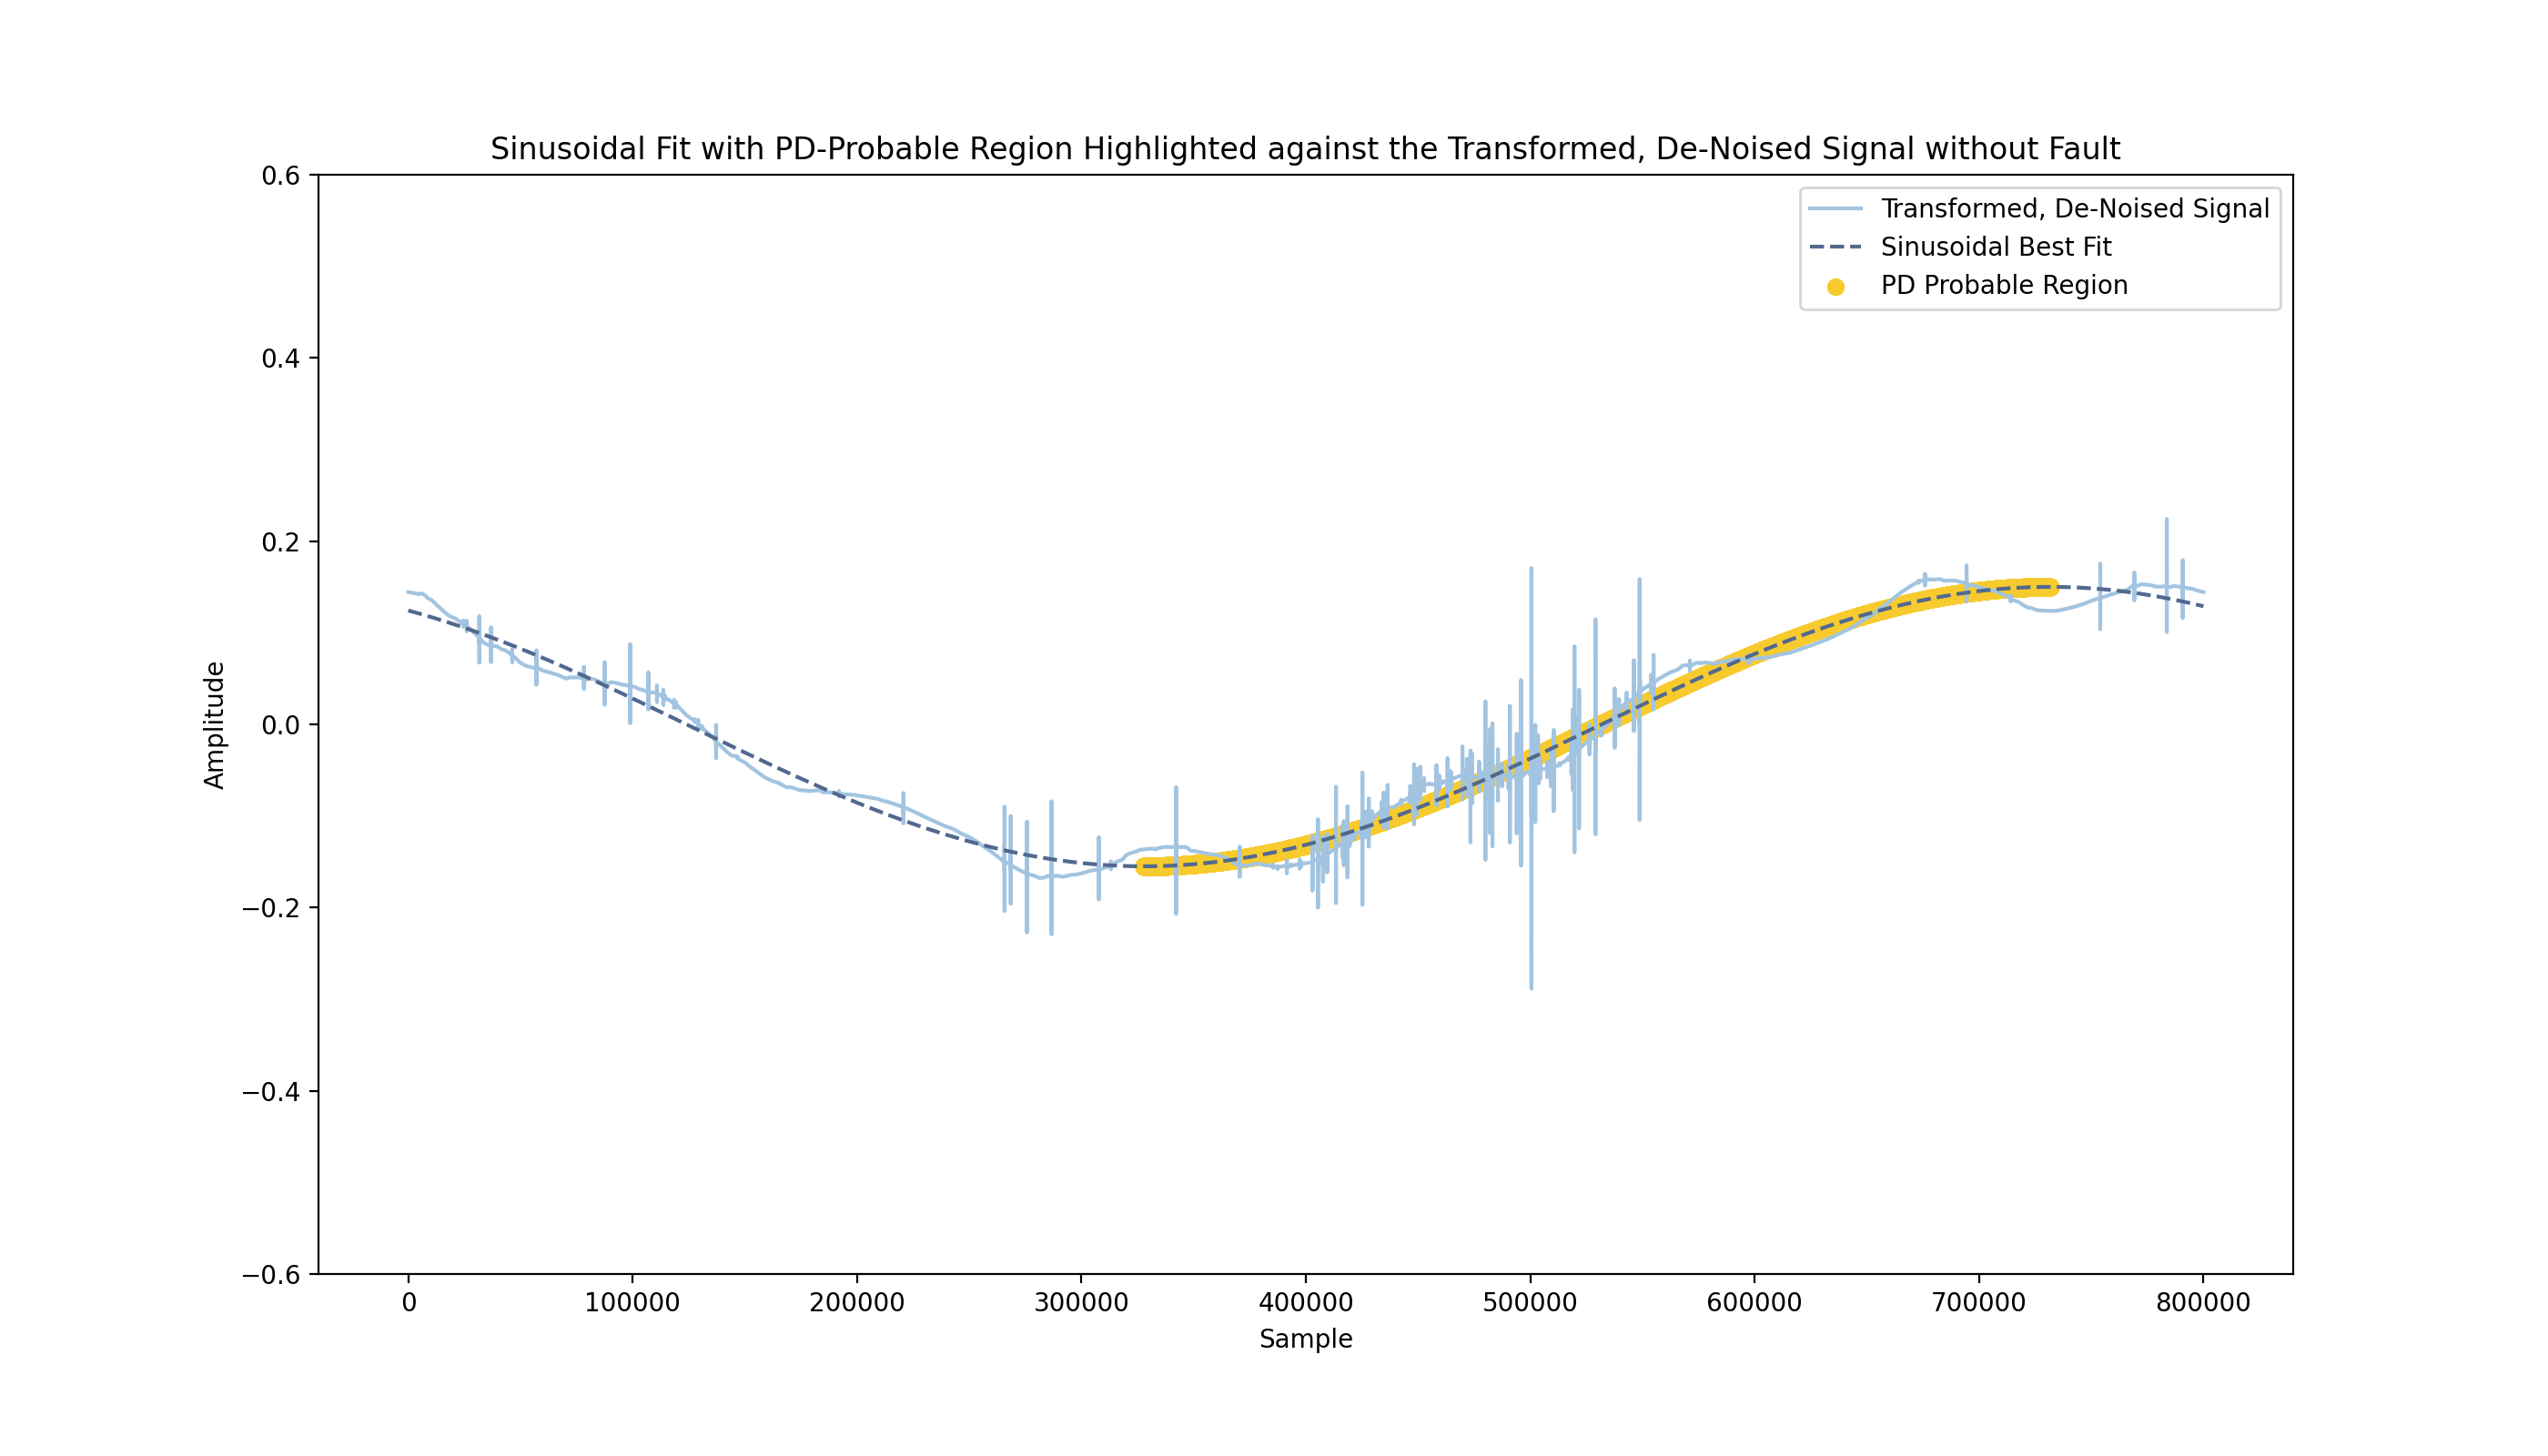 Sinusoidal Fit with PD-Probable Region Highlighted against the Transformed, De-Noised Signal without Fault
Transformed, De-Noised Signal
Sinusoidal Best Fit
PD Probable Region
0.6
0.4
0.2
0.0
−0.2
−0.4
−0.6
Amplitude
0 100000 200000 300000 400000 500000 600000 700000 800000
Sample